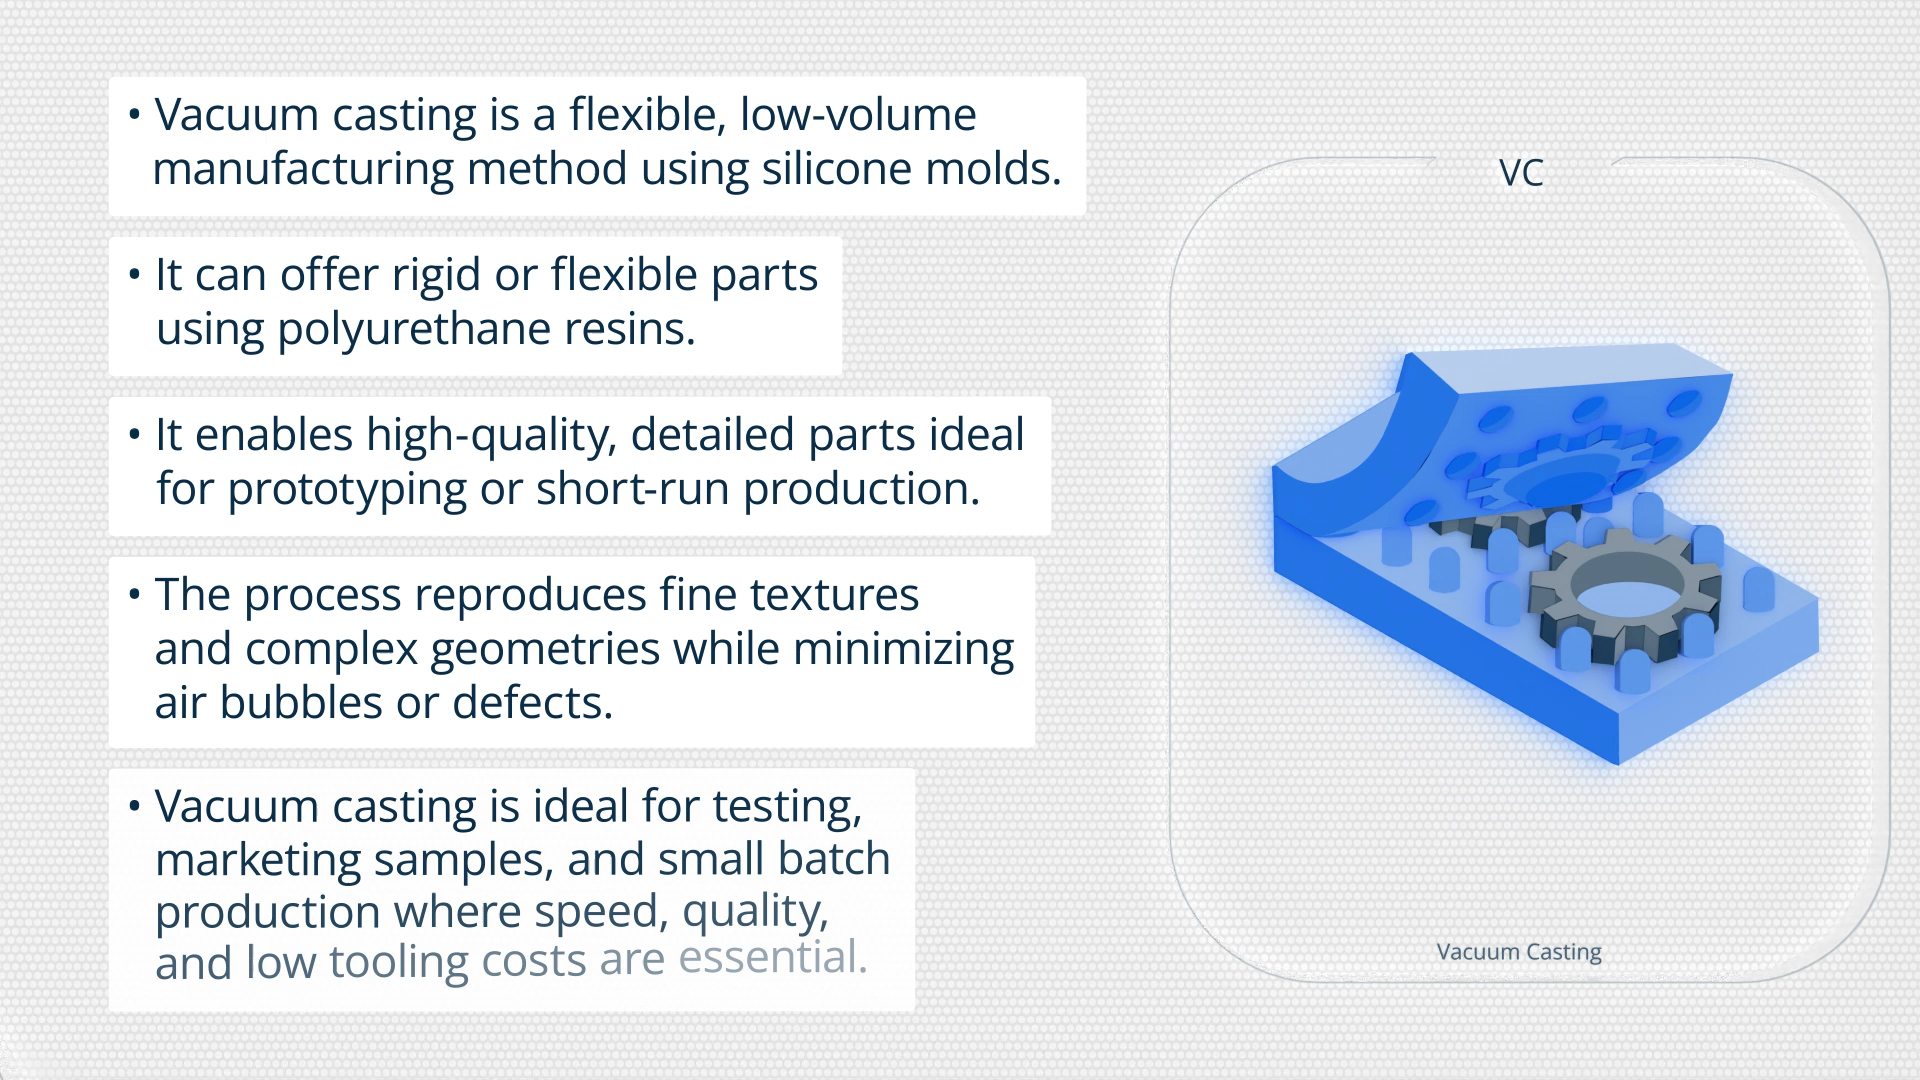 • Vacuum casting is a flexible, low-volume
manufacturing method using silicone molds.
• It can offer rigid or flexible parts
using polyurethane resins.
• It enables high-quality, detailed parts ideal
for prototyping or short-run production.
• The process reproduces fine textures
and complex geometries while minimizing
air bubbles or defects.
• Vacuum casting is ideal for testing,
marketing samples, and small batch
production where speed, quality,
and low tooling costs are essential.
VC
Vacuum Casting